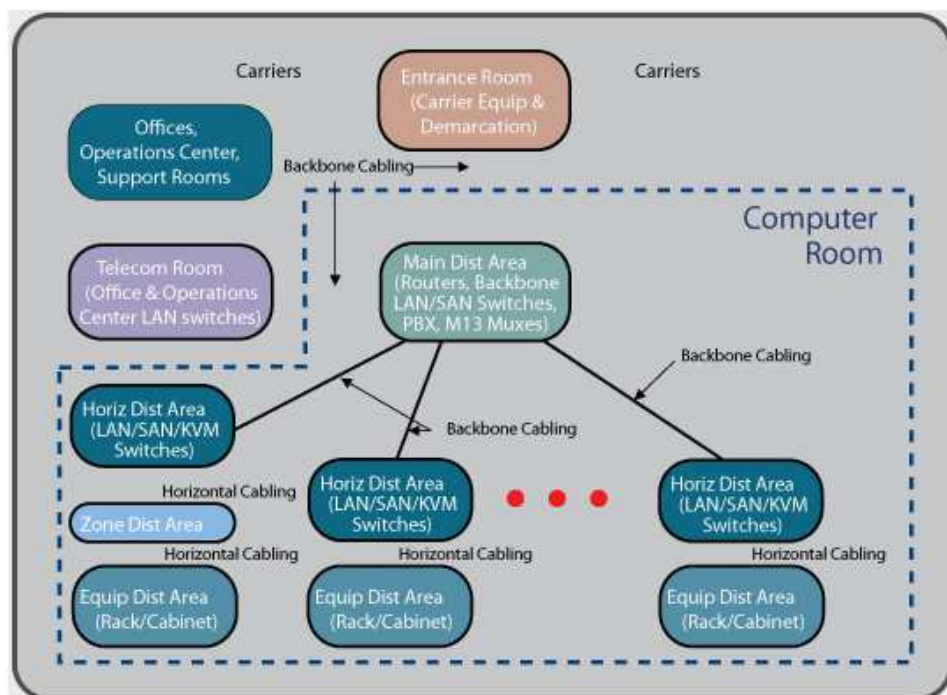 Carriers
Entrance Room
(Carrier Equip &
Demarcation)
Carriers
Offices,
Operations Center,
Support Rooms
Backbone Cabling
Computer
Room
Telecom Room
(Office & Operations
Center LAN switches)
Main Dist Area
(Routers, Backbone
LAN/SAN Switches,
PBX, M13 Muxes)
Backbone Cabling
Horiz Dist Area
(LAN/SAN/KVM
Switches)
Backbone Cabling
Horizontal Cabling
Zone Dist Area
Horiz Dist Area
(LAN/SAN/KVM
Switches)
Horiz Dist Area
(LAN/SAN/KVM
Switches)
Horizontal Cabling
Horizontal Cabling
Horizontal Cabling
Equip Dist Area
(Rack/Cabinet)
Equip Dist Area
(Rack/Cabinet)
Equip Dist Area
(Rack/Cabinet)